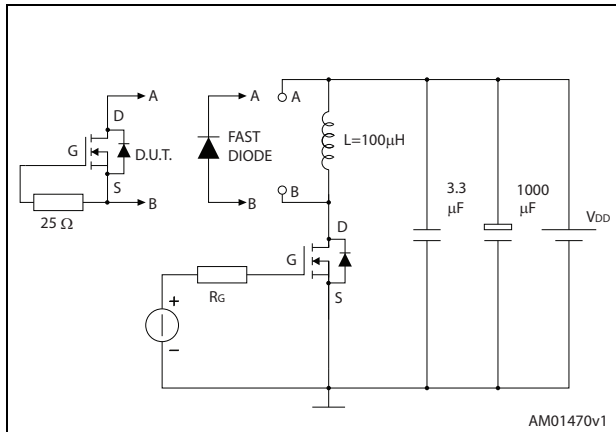 A
A
A
D
FAST
DIODE
G
D.U.T.
L=100μH
S
B
B
B
25 Ω
D
3.3
μF
1000
μF
VDD
G
RG
S
+
–
AM01470v1